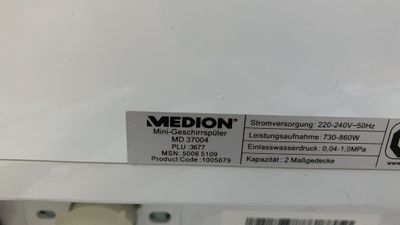 MEDION
Mini-Geschirrspüler
MD 37004
PLU : 3677
MSN: 5006 5109
Product Code : 1005679
Stromversorgung: 220-240V~50Hz
Leistungsaufnahme: 730-860W
Einlasswasserdruck: 0,04-1,0MPa
Kapazität: 2 Maßgedecke